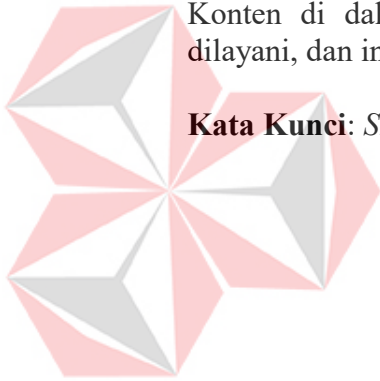 Konten di dal
dilayani, dan in
Kata Kunci: S